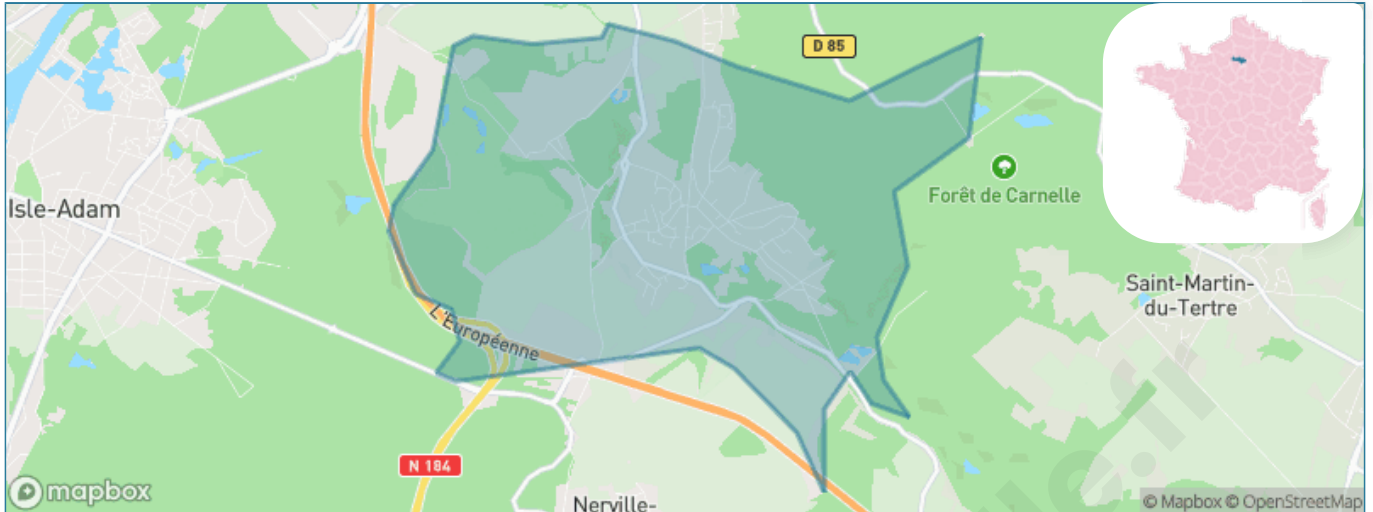 D 85
Forêt de Carnelle
Isle-Adam
Saint-Martin-
du-Tertre
L'Européenne
N 184
Nerville-
mapbox
© Mapbox © OpenStreetMap